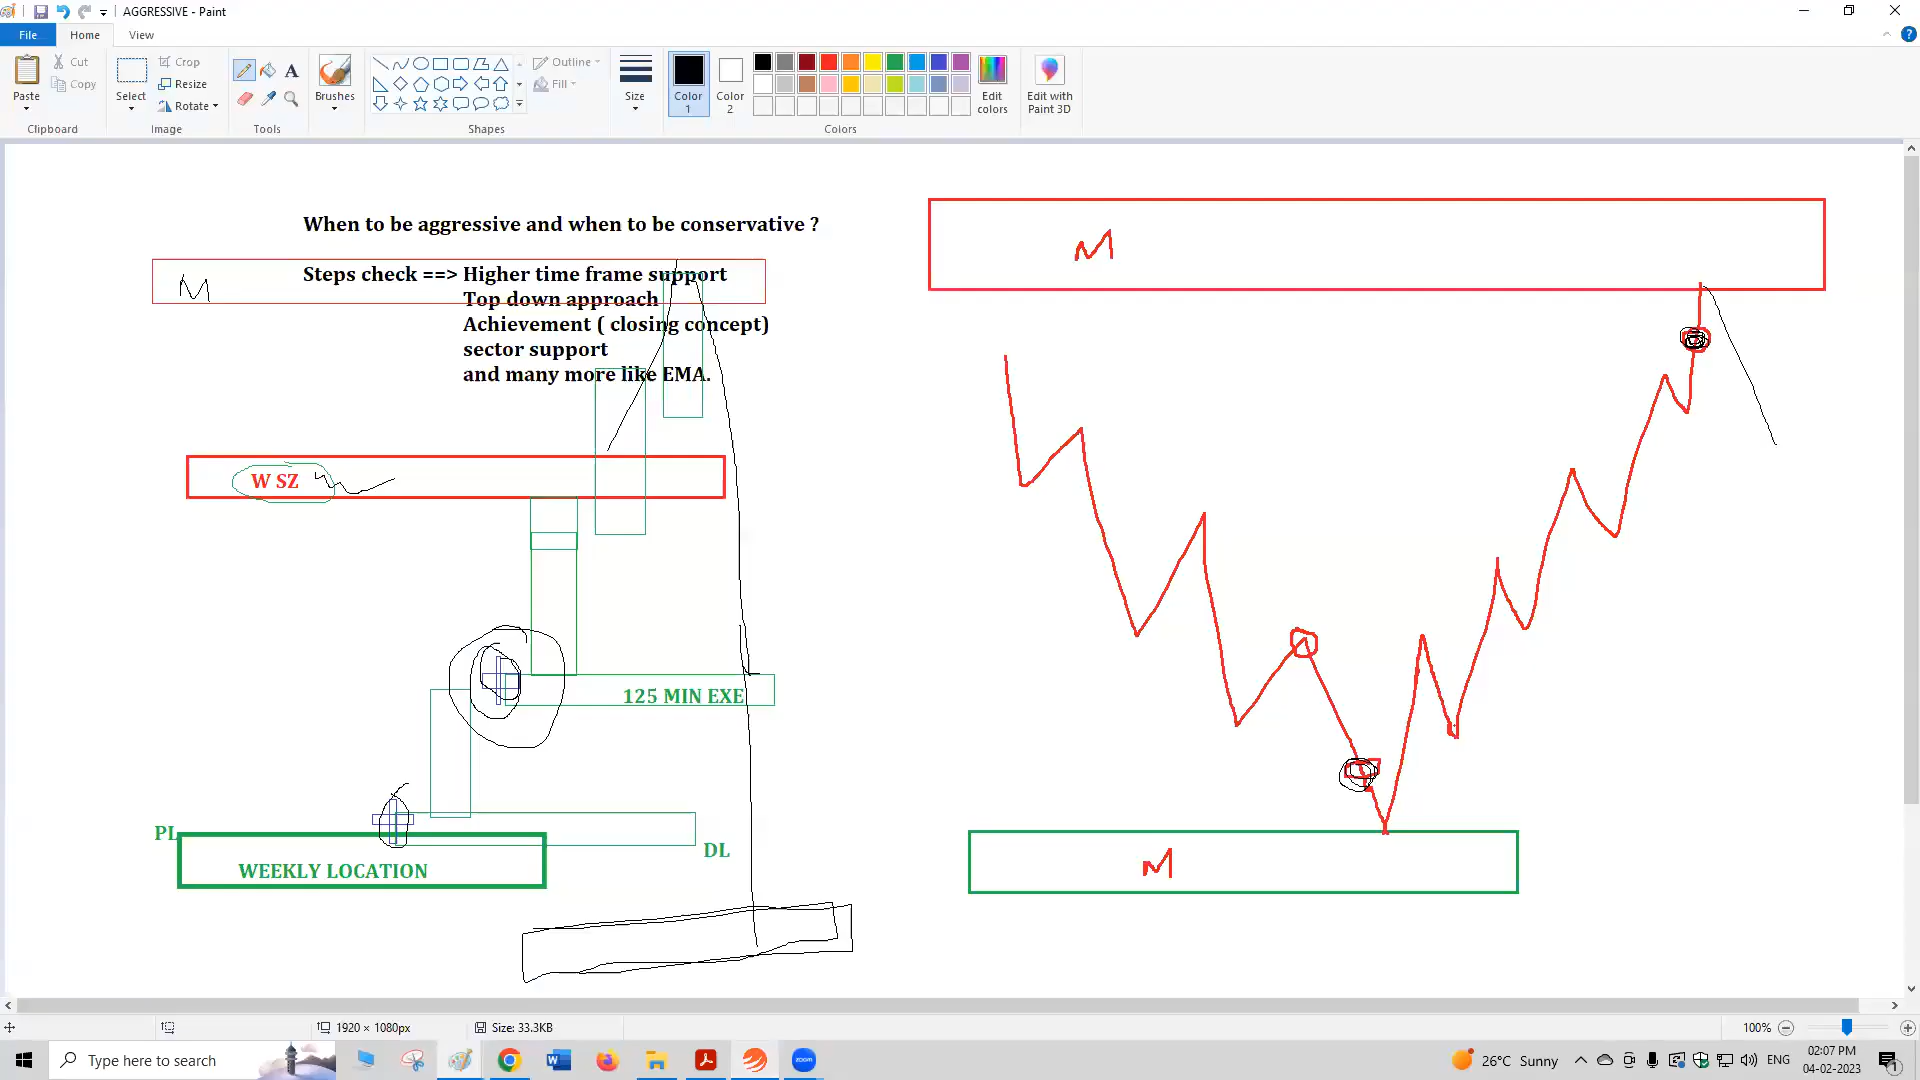 AGGRESSIVE - Paint
File
Home
View
Paste
Cut
Copy
Clipboard
Select
Crop
Resize
Rotate
Image
Tools
Brushes
Shapes
Outline
Fill
Size
Color 1
Color 2
Colors
Edit colors
Edit with Paint 3D
When to be aggressive and when to be conservative ?
M
Steps check ==> Higher time frame support
Top down approach
Achievement ( closing concept)
sector support
and many more like EMA.
W SZ
125 MIN EXE
PL
DL
WEEKLY LOCATION
M
M
1920 × 1080px
Size: 33.3KB
100%
Type here to search
zoom
26°C Sunny
ENG
02:07 PM
04-02-2023
1